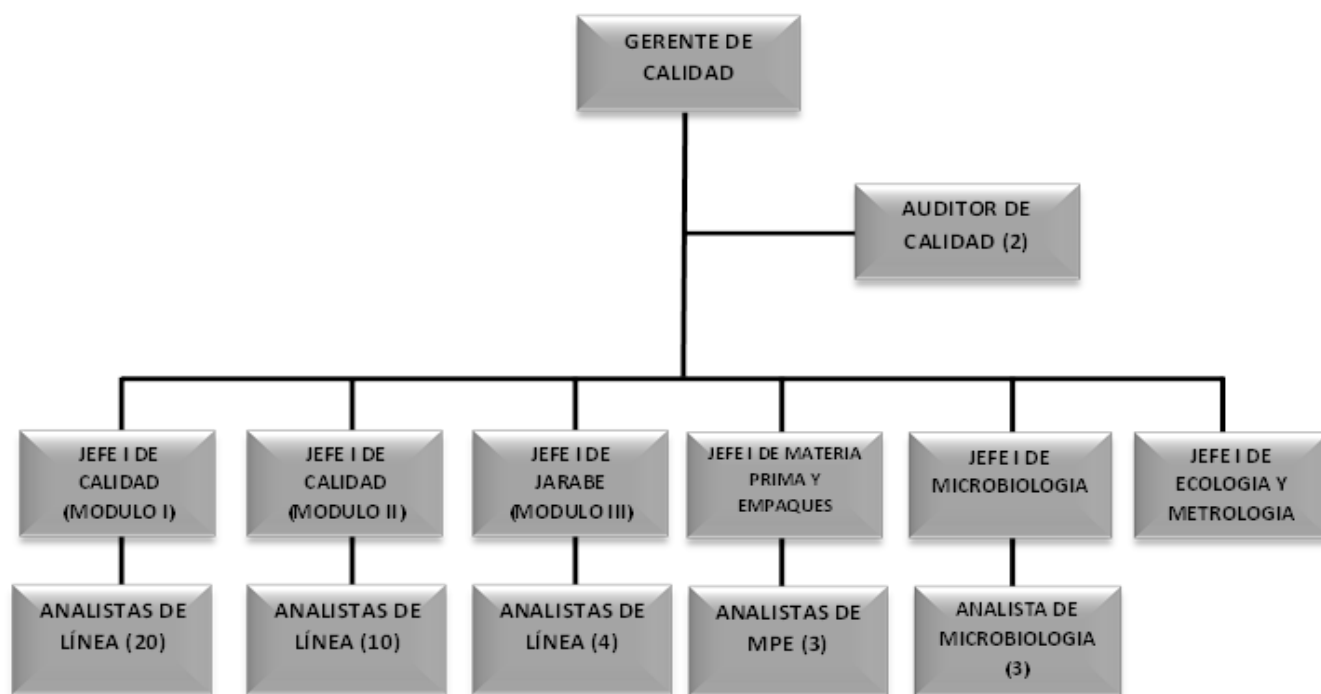 GERENTE DE
CALIDAD
AUDITOR DE
CALIDAD (2)
JEFE I DE
CALIDAD
(MODULO I)
JEFE I DE
CALIDAD
(MODULO II)
JEFE I DE
JARABE
(MODULO III)
JEFE I DE MATERIA
PRIMA Y
EMPAQUES
JEFE I DE
MICROBIOLOGIA
JEFE I DE
ECOLOGIA Y
METROLOGIA
ANALISTAS DE
LÍNEA (20)
ANALISTAS DE
LÍNEA (10)
ANALISTAS DE
LÍNEA (4)
ANALISTAS DE
MPE (3)
ANALISTA DE
MICROBIOLOGIA
(3)